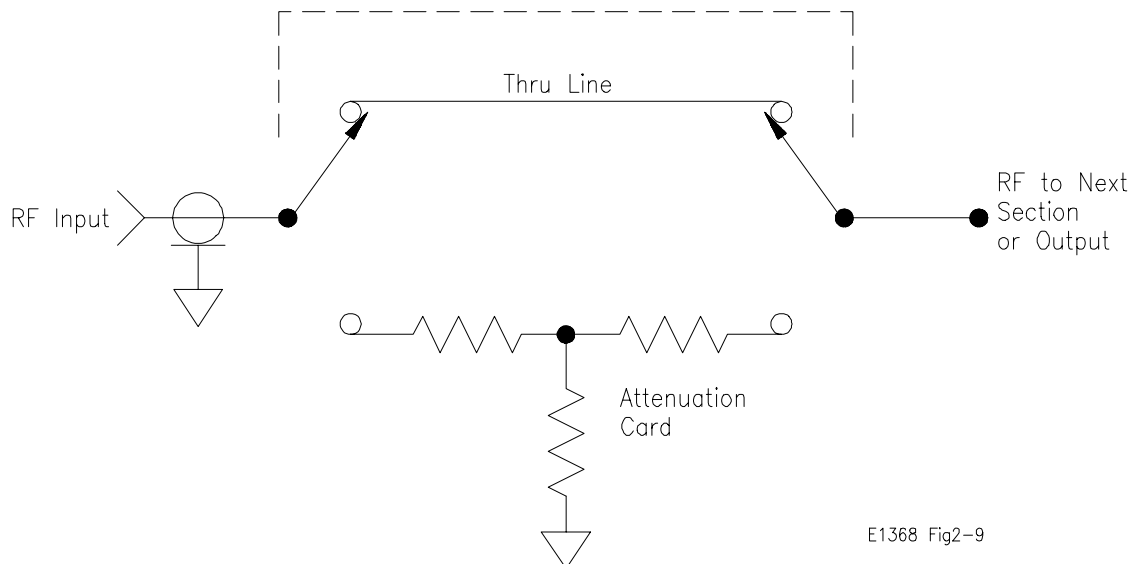 Thru Line
RF Input
RF to Next
Section
or Output
Attenuation
Card
E1368 Fig2-9